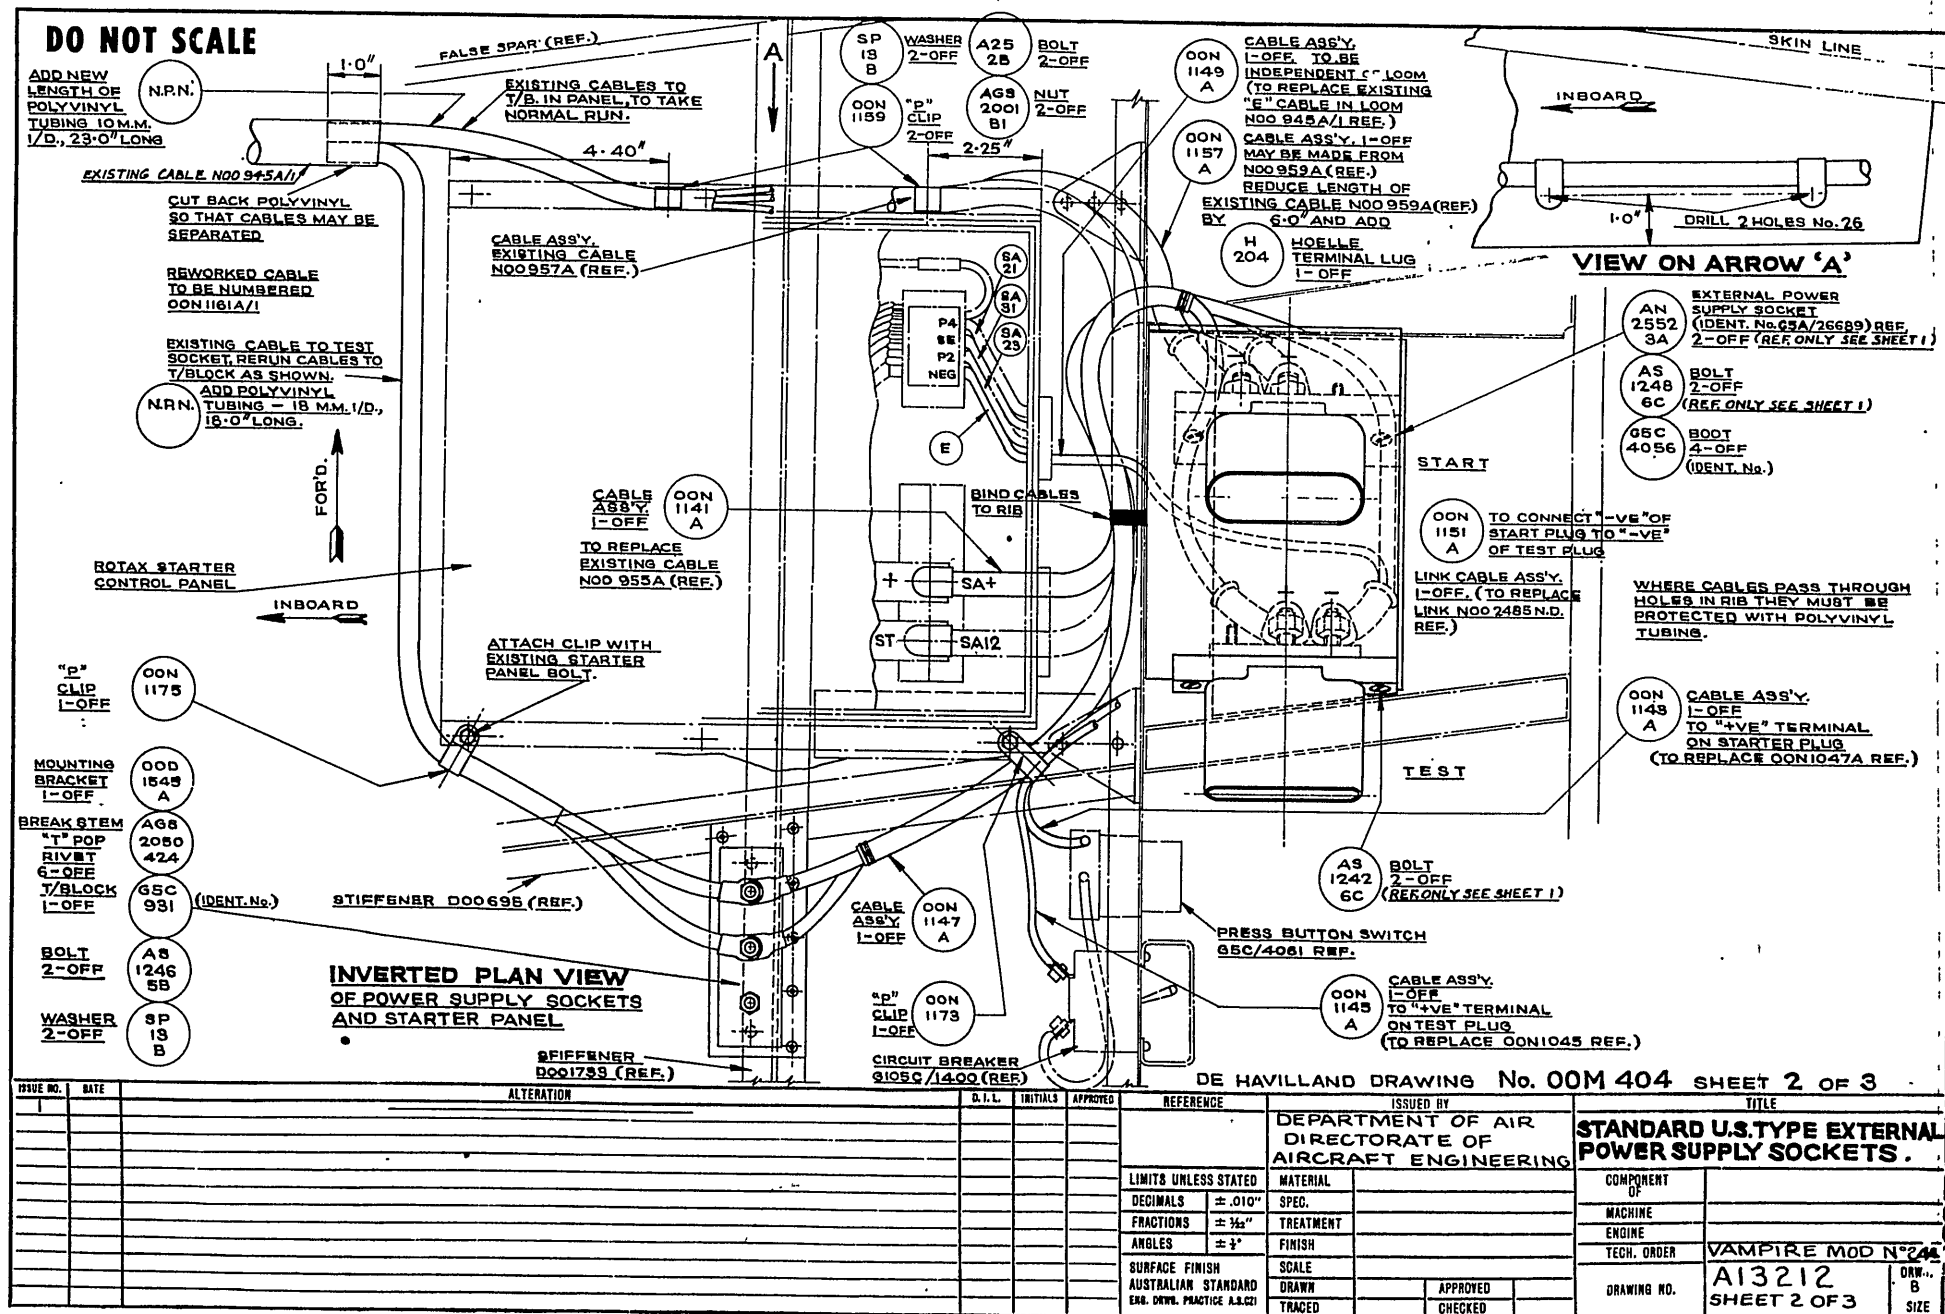 DO NOT SCALE
ADD NEW
LENGTH OF
POLYVINYL
TUBING 10 M.M.
I/D., 23·0" LONG
N.P.N.
1·0"
FALSE SPAR (REF.)
EXISTING CABLES TO
T/B. IN PANEL, TO TAKE
NORMAL RUN.
EXISTING CABLE NOO 945A/1
CUT BACK POLYVINYL
SO THAT CABLES MAY BE
SEPARATED
REWORKED CABLE
TO BE NUMBERED
OON 1161A/1
EXISTING CABLE TO TEST
SOCKET, RERUN CABLES TO
T/BLOCK AS SHOWN.
N.P.N.
ADD POLYVINYL
TUBING — 18 M.M. I/D.,
18·0" LONG.
FOR'D.
ROTAX STARTER
CONTROL PANEL
INBOARD
4·40"
A
SP
13
B
WASHER
2-OFF
A25
2B
BOLT
2-OFF
OON
1159
"P"
CLIP
2-OFF
AGS
2001
B1
NUT
2-OFF
2·25"
CABLE ASS'Y.
EXISTING CABLE
NOO957A (REF.)
SA
21
SA
31
SA
23
P4
SE
P2
NEG
E
CABLE
ASS'Y.
1-OFF
OON
1141
A
TO REPLACE
EXISTING CABLE
NOO 955A (REF.)
BIND CABLES
TO RIB
+
SA+
ST
SA12
ATTACH CLIP WITH
EXISTING STARTER
PANEL BOLT.
OON
1149
A
CABLE ASS'Y.
1-OFF. TO BE
INDEPENDENT OF LOOM
(TO REPLACE EXISTING
"E" CABLE IN LOOM
NOO 945A/1 REF.)
OON
1157
A
CABLE ASS'Y. 1-OFF
MAY BE MADE FROM
NOO 959A (REF.)
REDUCE LENGTH OF
EXISTING CABLE NOO 959A (REF.)
BY 6·0" AND ADD
H
204
HOELLE
TERMINAL LUG
1-OFF
SKIN LINE
INBOARD
1·0"
DRILL 2 HOLES No. 26
VIEW ON ARROW 'A'
AN
2552
3A
EXTERNAL POWER
SUPPLY SOCKET
(IDENT. No. G5A/26689) REF.
2-OFF (REF. ONLY SEE SHEET 1)
AS
1248
6C
BOLT
2-OFF
(REF. ONLY SEE SHEET 1)
G5C
4056
BOOT
4-OFF
(IDENT. No.)
START
OON
1151
A
TO CONNECT "-VE" OF
START PLUG TO "-VE"
OF TEST PLUG
LINK CABLE ASS'Y.
1-OFF. (TO REPLACE
LINK NOO 2485 N.D.
REF.)
WHERE CABLES PASS THROUGH
HOLES IN RIB THEY MUST BE
PROTECTED WITH POLYVINYL
TUBING.
OON
1143
A
CABLE ASS'Y.
1-OFF
TO "+VE" TERMINAL
ON STARTER PLUG
(TO REPLACE OON1047A REF.)
TEST
AS
1242
6C
BOLT
2-OFF
(REF. ONLY SEE SHEET 1)
PRESS BUTTON SWITCH
G5C/4081 REF.
OON
1145
A
CABLE ASS'Y.
1-OFF
TO "+VE" TERMINAL
ON TEST PLUG
(TO REPLACE OON1045 REF.)
"P"
CLIP
1-OFF
OON
1175
MOUNTING
BRACKET
1-OFF
OOD
1545
A
BREAK STEM
"T" POP
RIVET
6-OFF
AGS
2050
424
T/BLOCK
1-OFF
G5C
931
(IDENT. No.)
BOLT
2-OFF
AS
1246
5B
WASHER
2-OFF
SP
13
B
STIFFENER DOO695 (REF.)
CABLE
ASS'Y
1-OFF
OON
1147
A
"P"
CLIP
1-OFF
OON
1173
INVERTED PLAN VIEW
OF POWER SUPPLY SOCKETS
AND STARTER PANEL
SFIFFENER
DOO1733 (REF.)
CIRCUIT BREAKER
G105C/1400 (REF.)
DE HAVILLAND DRAWING No. OOM 404 SHEET 2 OF 3
ISSUE NO.
DATE
ALTERATION
D.I.L.
INITIALS
APPROVED
1
REFERENCE
ISSUED BY
DEPARTMENT OF AIR
DIRECTORATE OF
AIRCRAFT ENGINEERING
TITLE
STANDARD U.S. TYPE EXTERNAL
POWER SUPPLY SOCKETS.
LIMITS UNLESS STATED
DECIMALS ± .010"
FRACTIONS ± 1/32"
ANGLES
SURFACE FINISH
AUSTRALIAN STANDARD
ENG. DRWG. PRACTICE A.S.CZ1
MATERIAL
SPEC.
TREATMENT
FINISH
SCALE
DRAWN
APPROVED
TRACED
CHECKED
COMPONENT
OF
MACHINE
ENGINE
TECH. ORDER
VAMPIRE MOD Nº
DRAWING NO.
A13212
SHEET 2 OF 3
DRW.
B
SIZE